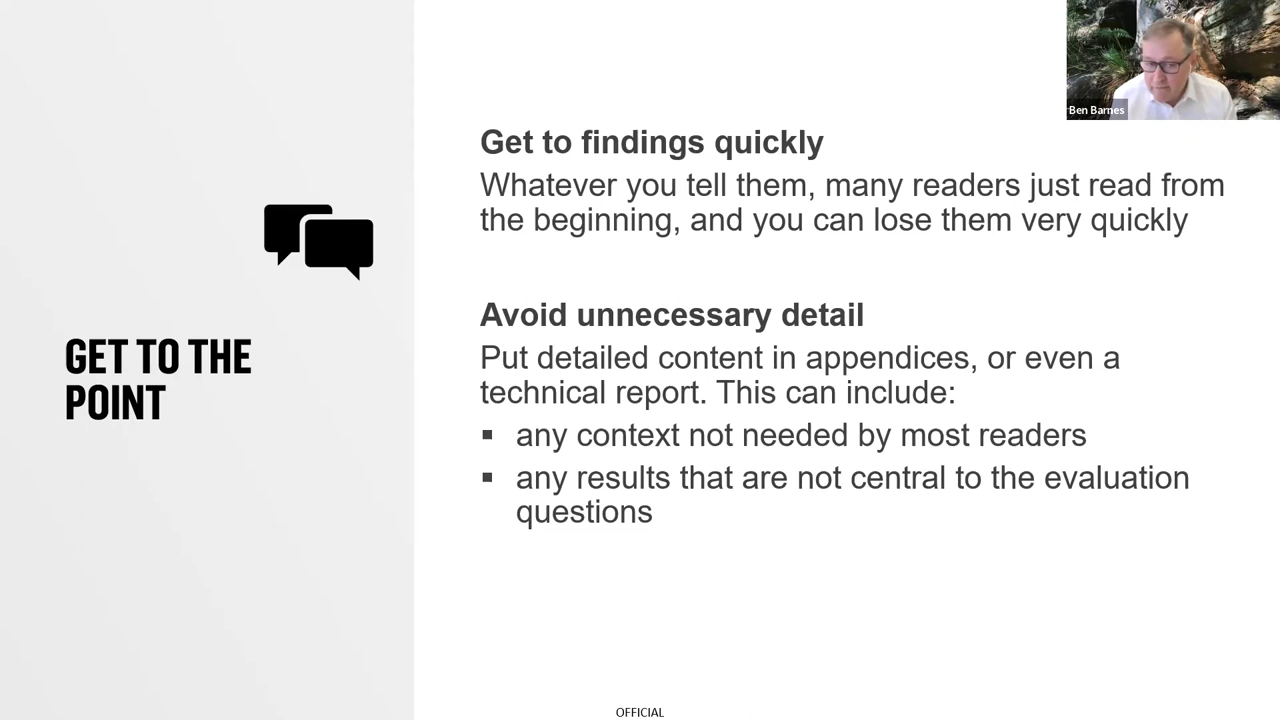 Ben Barnes
GET TO THE
POINT
Get to findings quickly
Whatever you tell them, many readers just read from
the beginning, and you can lose them very quickly
Avoid unnecessary detail
Put detailed content in appendices, or even a
technical report. This can include:
▪ any context not needed by most readers
▪ any results that are not central to the evaluation
questions
OFFICIAL